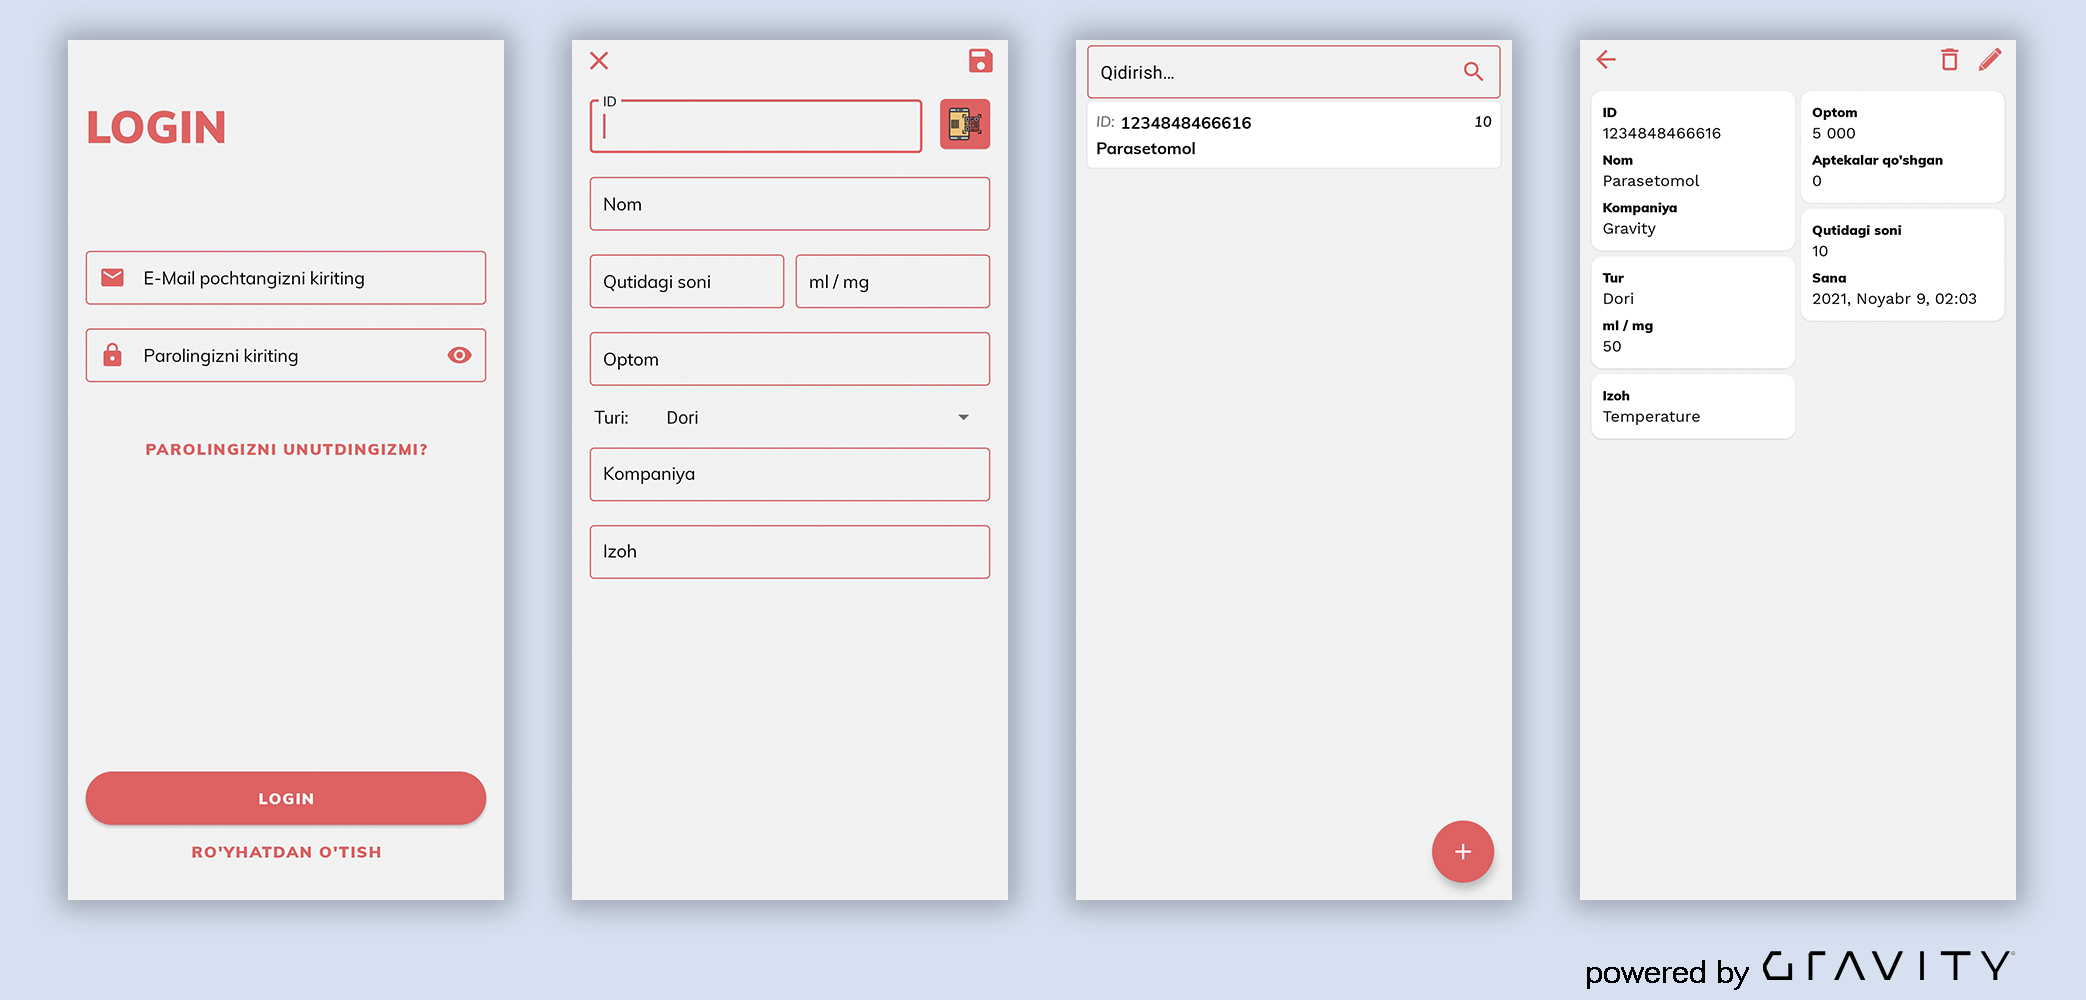 LOGIN
E-Mail pochtangizni kiriting
Parolingizni kiriting
PAROLINGIZNI UNUTDINGIZMI?
LOGIN
RO'YHATDAN O'TISH
ID
Nom
Qutidagi soni
ml / mg
Optom
Turi: Dori
Kompaniya
Izoh
Qidirish...
ID: 1234848466616 10
Parasetomol
ID
1234848466616
Nom
Parasetomol
Kompaniya
Gravity
Tur
Dori
ml / mg
50
Izoh
Temperature
Optom
5 000
Aptekalar qo'shgan
0
Qutidagi soni
10
Sana
2021, Noyabr 9, 02:03
powered by GRAVITY